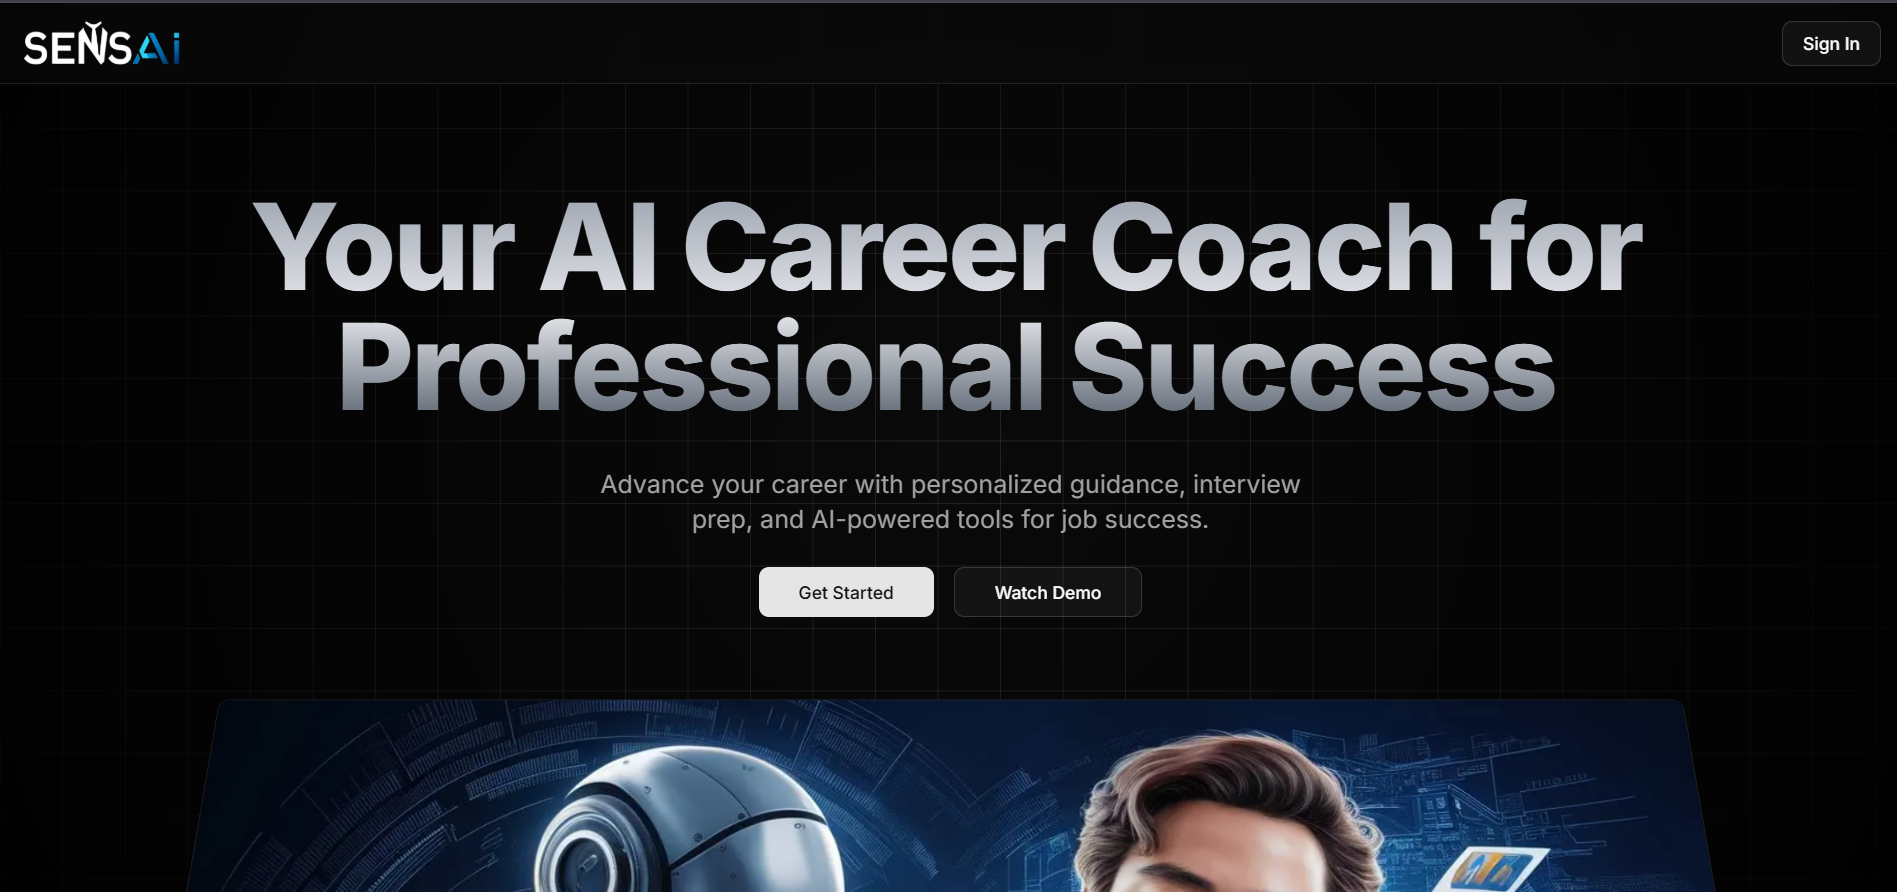 SENSAi
Sign In
Your AI Career Coach for
Professional Success
Advance your career with personalized guidance, interview
prep, and AI-powered tools for job success.
Get Started
Watch Demo